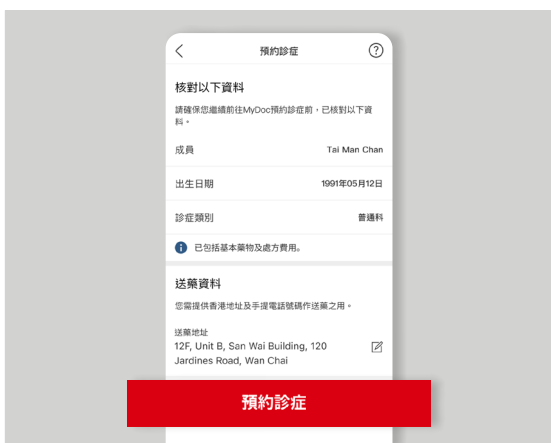 預約診症
?
核對以下資料
請確保您繼續前往MyDoc預約診症前，已核對以下資
料。
成員 Tai Man Chan
出生日期 1991年05月12日
診症類別 普通科
i 已包括基本藥物及處方費用。
送藥資料
您需提供香港地址及手提電話號碼作送藥之用。
送藥地址
12F, Unit B, San Wai Building, 120
Jardines Road, Wan Chai
預約診症